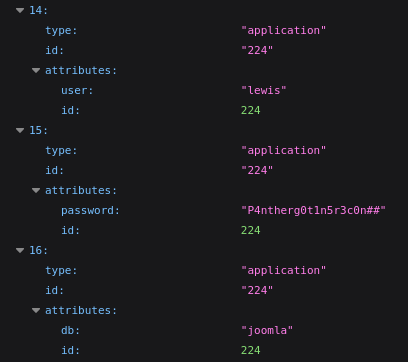 14:
type: "application"
id: "224"
attributes:
user: "lewis"
id: 224
15:
type: "application"
id: "224"
attributes:
password: "P4ntherg0t1n5r3c0n##"
id: 224
16:
type: "application"
id: "224"
attributes:
db: "joomla"
id: 224